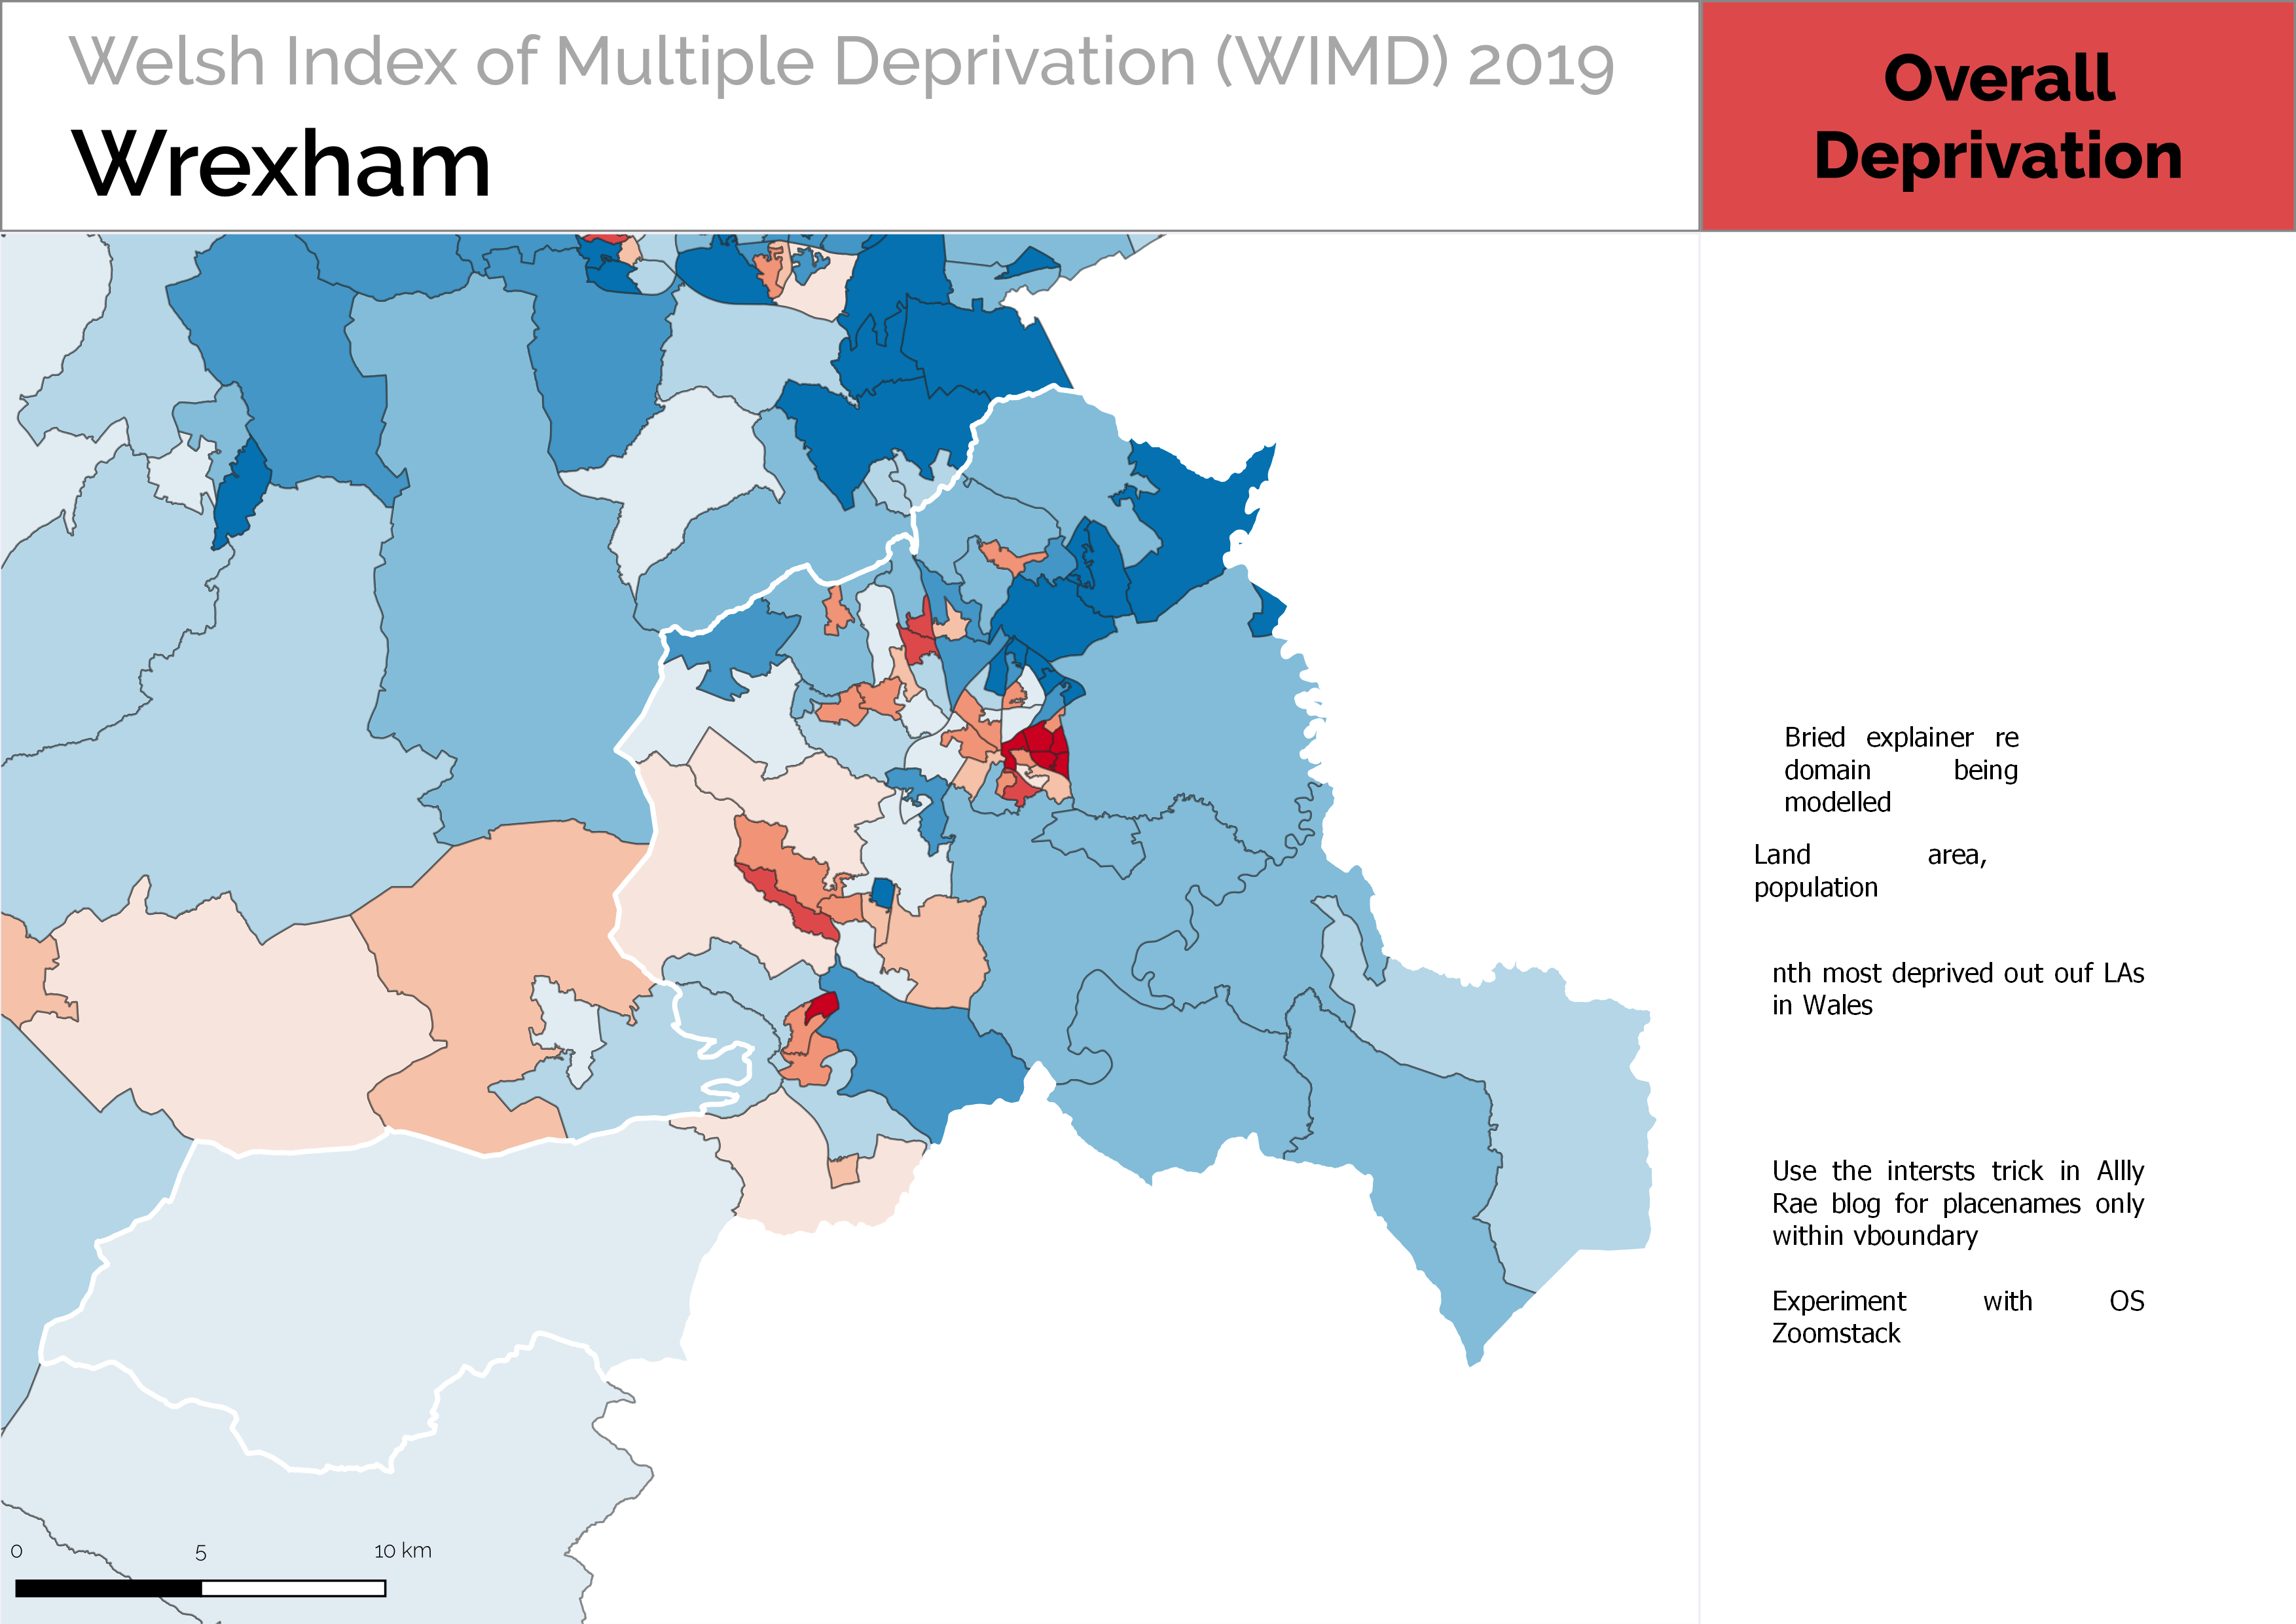 Welsh Index of Multiple Deprivation (WIMD) 2019
Wrexham
Overall
Deprivation
Bried explainer re
domain being
modelled
Land area,
population
nth most deprived out ouf LAs
in Wales
Use the intersts trick in Allly
Rae blog for placenames only
within vboundary
Experiment with OS
Zoomstack
0 5 10 km